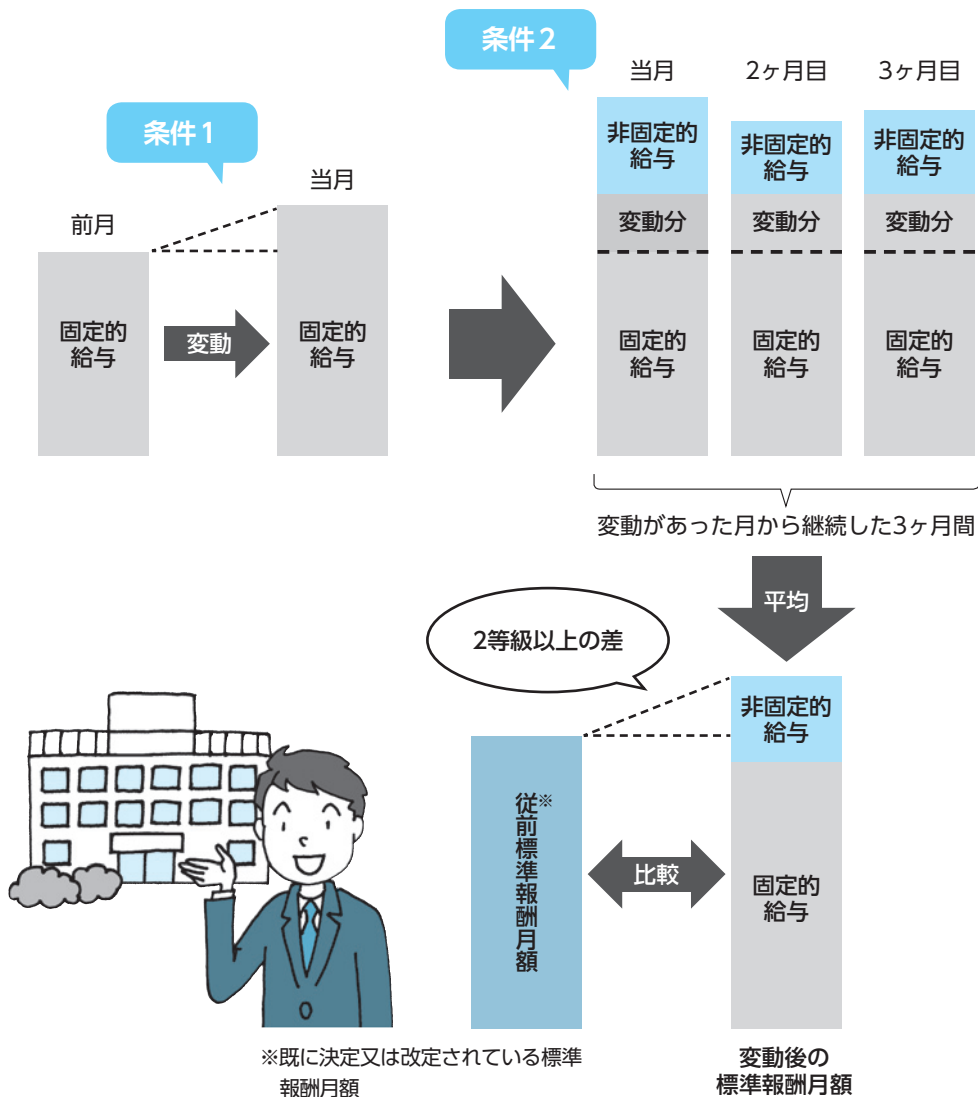 条件1
前月
当月
固定的
給与
変動
固定的
給与
条件2
当月
2ヶ月目
3ヶ月目
非固定的
給与
非固定的
給与
非固定的
給与
変動分
変動分
変動分
固定的
給与
固定的
給与
固定的
給与
変動があった月から継続した3ヶ月間
平均
2等級以上の差
従前標準報酬月額※
比較
非固定的
給与
固定的
給与
変動後の
標準報酬月額
※既に決定又は改定されている標準
報酬月額